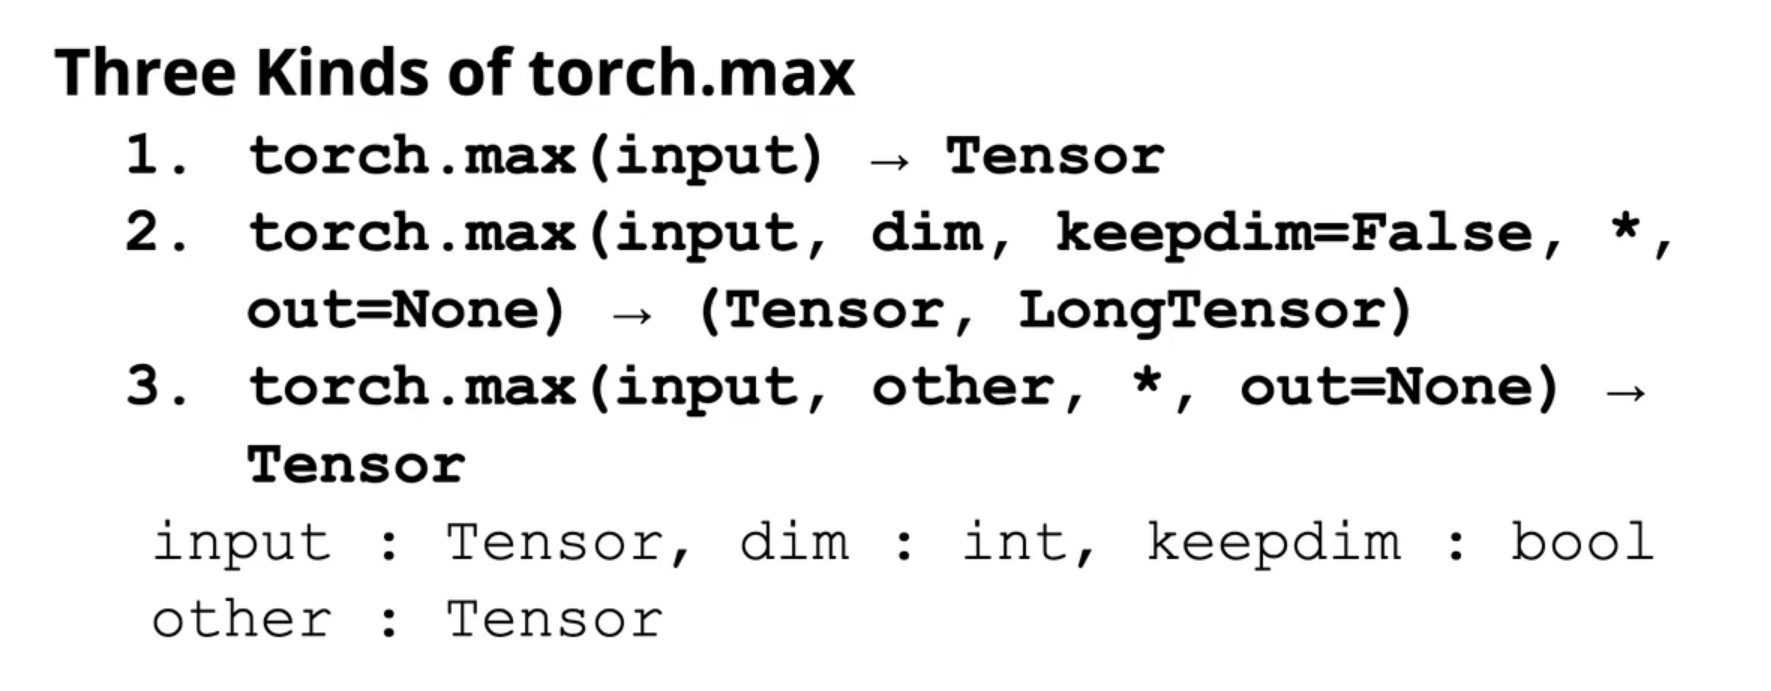 Three Kinds of torch.max
1. torch.max(input) → Tensor
2. torch.max(input, dim, keepdim=False, *,
out=None) → (Tensor, LongTensor)
3. torch.max(input, other, *, out=None) →
Tensor
input : Tensor, dim : int, keepdim : bool
other : Tensor